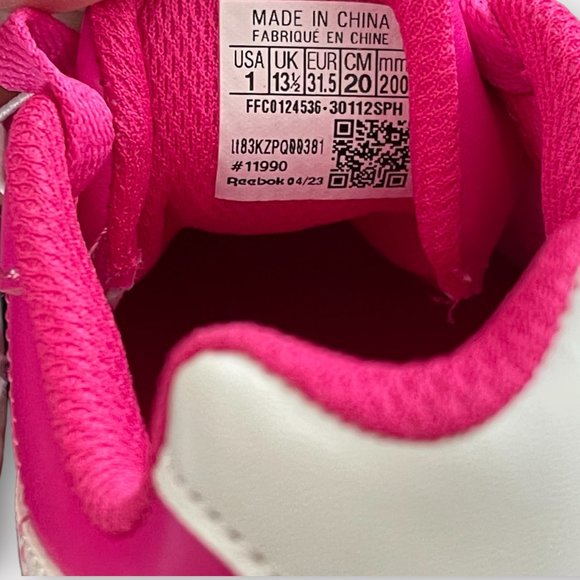 MADE IN CHINA
FABRIQUÉ EN CHINE
USA UK EUR CM mm
1 13½ 31.5 20 200
FFC0124536-30112SPH
Lt83KZPQ00381
#11990
Reebok 04/23